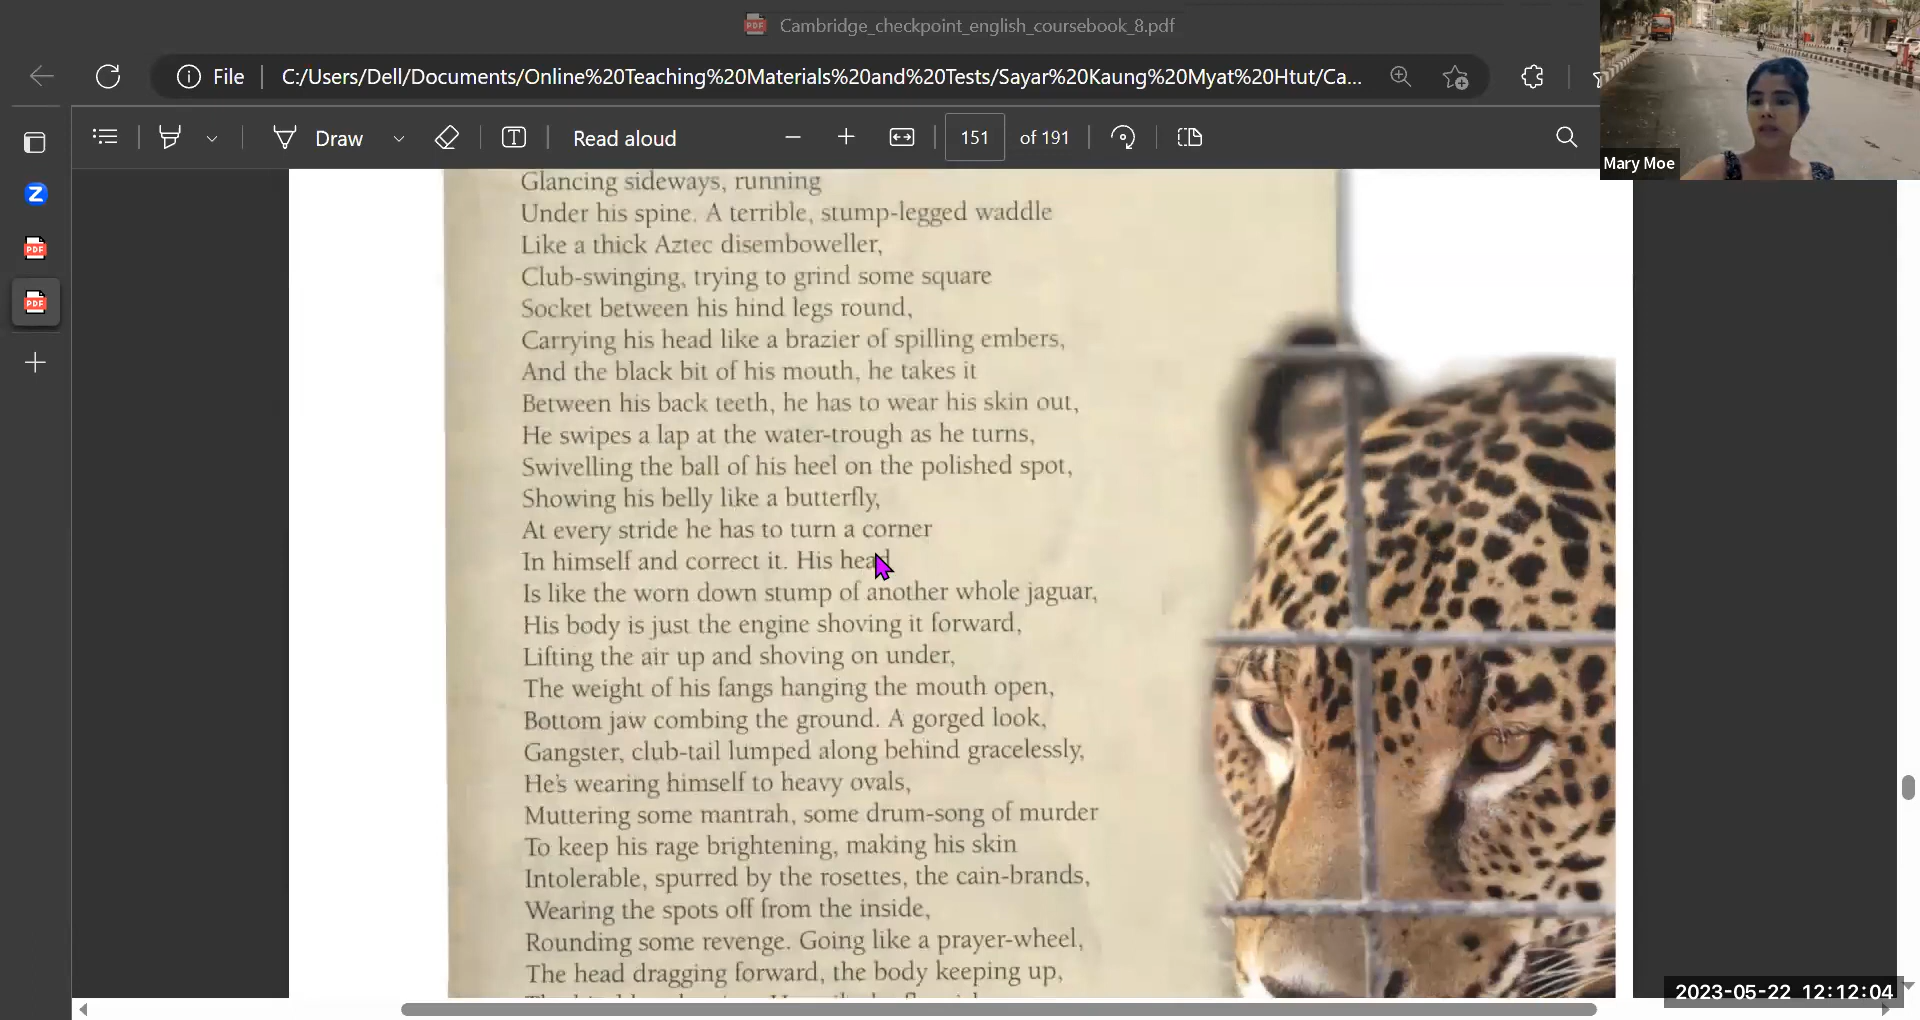 Cambridge_checkpoint_english_coursebook_8.pdf
File
C:/Users/Dell/Documents/Online%20Teaching%20Materials%20and%20Tests/Sayar%20Kaung%20Myat%20Htut/Ca...
Draw
Read aloud
151
of 191
Mary Moe
Glancing sideways, running
Under his spine. A terrible, stump-legged waddle
Like a thick Aztec disemboweller,
Club-swinging, trying to grind some square
Socket between his hind legs round,
Carrying his head like a brazier of spilling embers,
And the black bit of his mouth, he takes it
Between his back teeth, he has to wear his skin out,
He swipes a lap at the water-trough as he turns,
Swivelling the ball of his heel on the polished spot,
Showing his belly like a butterfly,
At every stride he has to turn a corner
In himself and correct it. His head
Is like the worn down stump of another whole jaguar,
His body is just the engine shoving it forward,
Lifting the air up and shoving on under,
The weight of his fangs hanging the mouth open,
Bottom jaw combing the ground. A gorged look,
Gangster, club-tail lumped along behind gracelessly,
He's wearing himself to heavy ovals,
Muttering some mantrah, some drum-song of murder
To keep his rage brightening, making his skin
Intolerable, spurred by the rosettes, the cain-brands,
Wearing the spots off from the inside,
Rounding some revenge. Going like a prayer-wheel,
The head dragging forward, the body keeping up,
2023-05-22 12:12:04